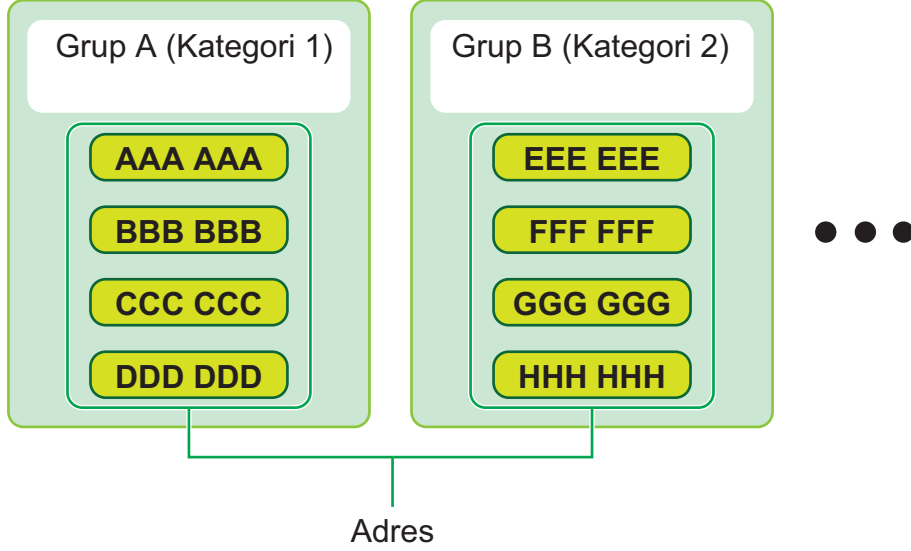 Grup A (Kategori 1)
AAA AAA
BBB BBB
CCC CCC
DDD DDD
Grup B (Kategori 2)
EEE EEE
FFF FFF
GGG GGG
HHH HHH
Adres